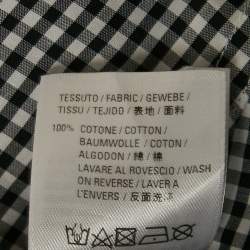 TESSUTO / FABRIC / GEWEBE /
TISSU / TEJIDO / 表地 / 面料
100% COTONE / COTTON /
BAUMWOLLE / COTON /
ALGODON / 綿 / 棉
LAVARE AL ROVESCIO / WASH
ON REVERSE / LAVER A
L'ENVERS / 反面洗涤